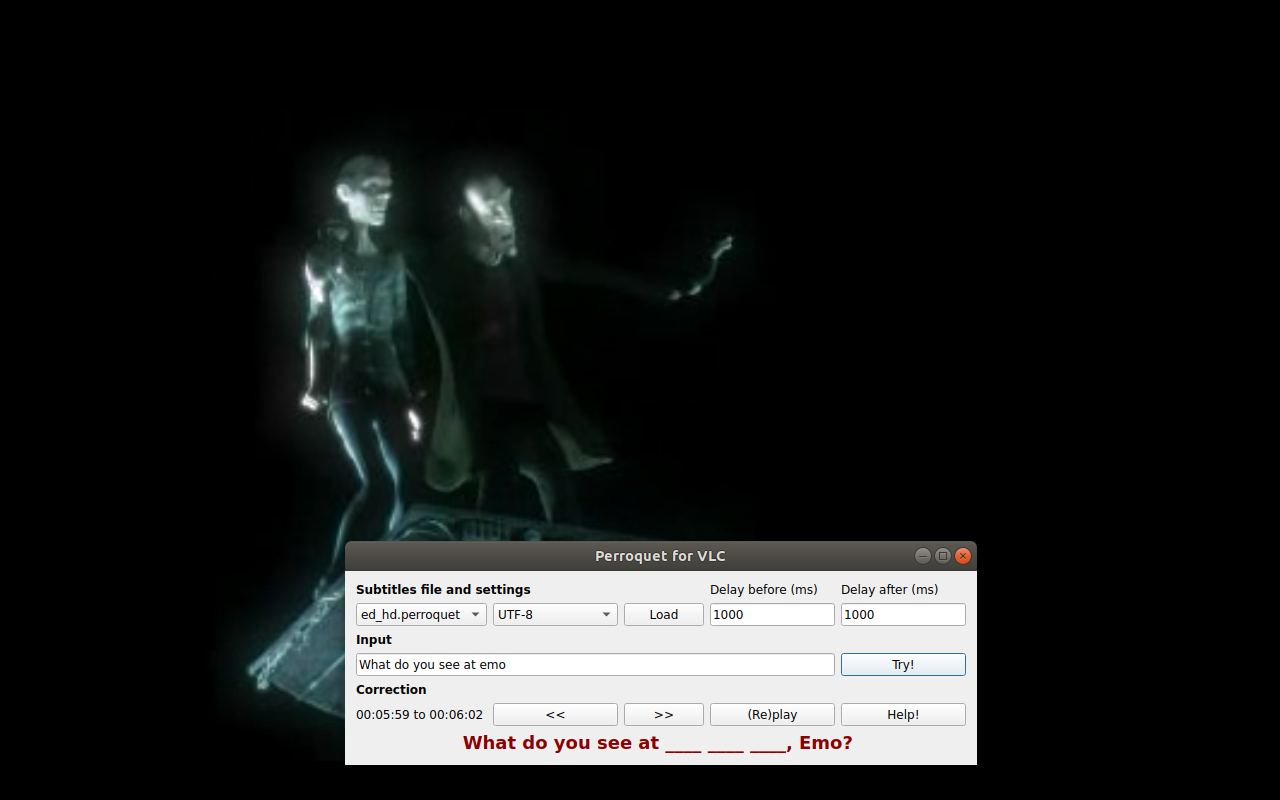 Perroquet for VLC
Subtitles file and settings Delay before (ms) Delay after (ms)
ed_hd.perroquet UTF-8 Load 1000 1000
Input
What do you see at emo Try!
Correction
00:05:59 to 00:06:02 << >> (Re)play Help!
What do you see at ____ ____ ____, Emo?